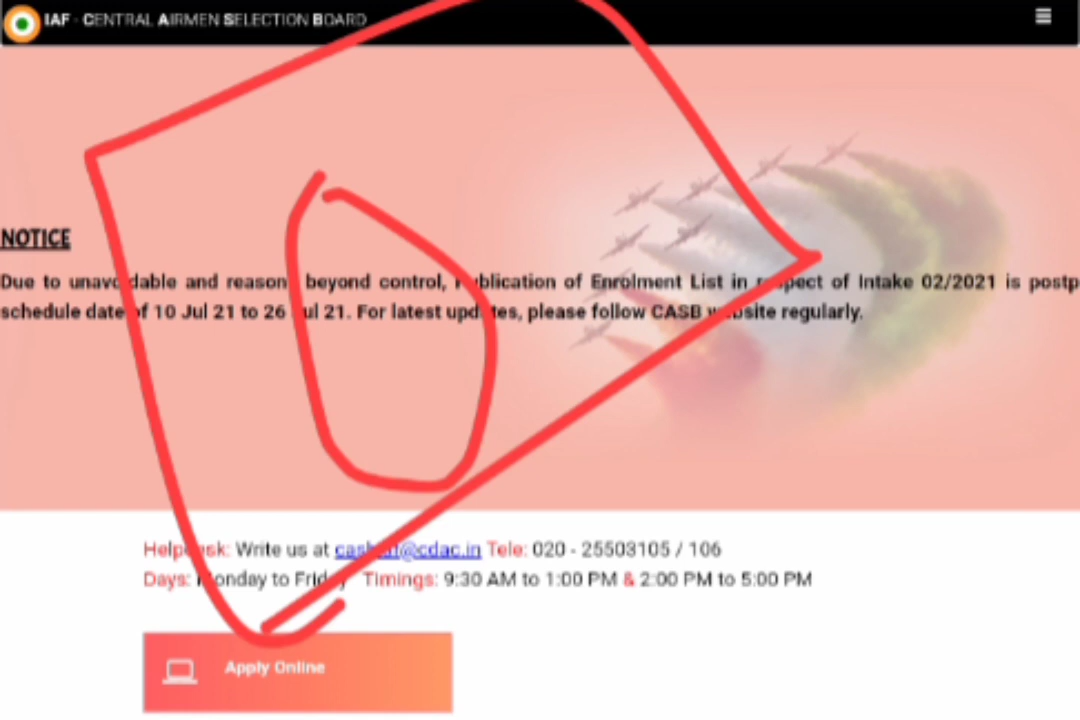 IAF - CENTRAL AIRMEN SELECTION BOARD
NOTICE
Due to and beyond control, of Enrolment List in of Intake 02/2021 is
schedule date of 10 Jul 21 to 26 Jul 21. For latest updates, please follow CASB website regularly.
Helpdesk: Write us at Tele: 020 - 25503105 / 106
Days: Monday to Friday Timings: 9:30 AM to 1:00 PM & 2:00 PM to 5:00 PM
Apply Online